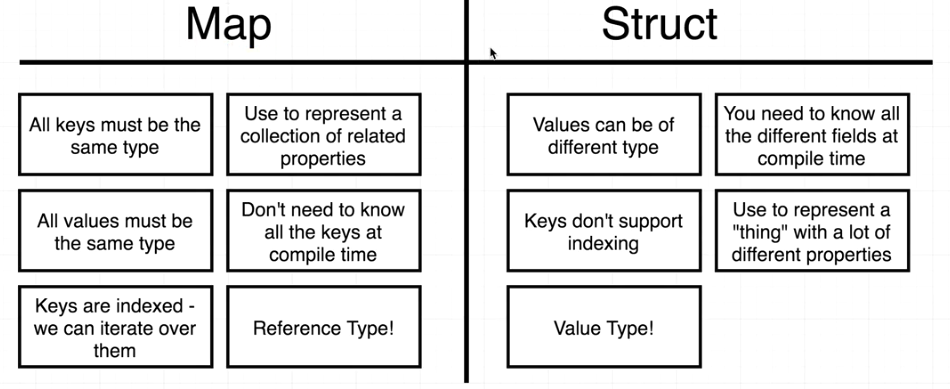 Map
Struct
All keys must be the
same type
Use to represent a
collection of related
properties
Values can be of
different type
You need to know all
the different fields at
compile time
All values must be
the same type
Don't need to know
all the keys at
compile time
Keys don't support
indexing
Use to represent a
"thing" with a lot of
different properties
Keys are indexed -
we can iterate over
them
Reference Type!
Value Type!